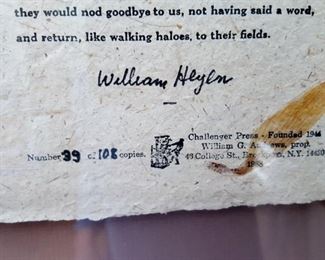 they would nod goodbye to us, not having said a word,
and return, like walking haloes, to their fields.
William Heyen
Number 39 of 108 copies.
Challenger Press - Founded 1946
William G. Andrews, prop.
49 College St., Brockport, N.Y. 14420